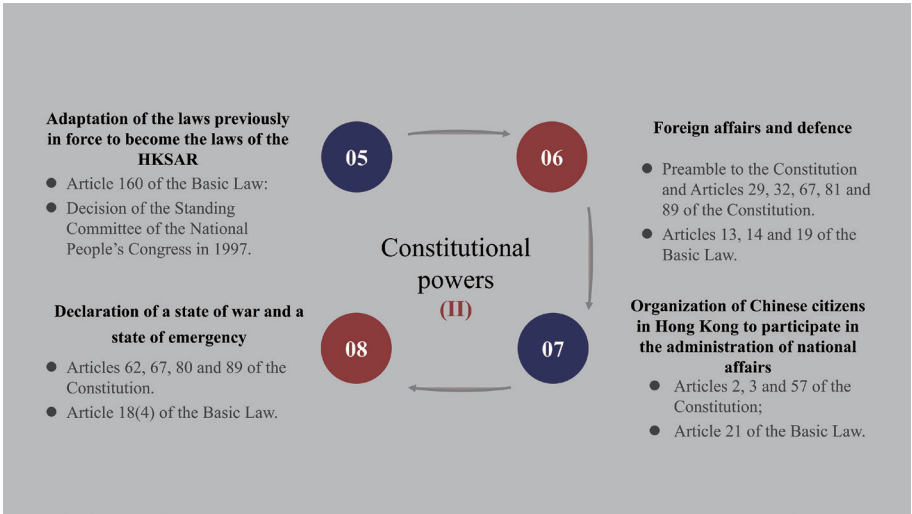 Adaptation of the laws previously
in force to become the laws of the
HKSAR
● Article 160 of the Basic Law:
● Decision of the Standing
Committee of the National
People’s Congress in 1997.
05
06
Foreign affairs and defence
● Preamble to the Constitution
and Articles 29, 32, 67, 81 and
89 of the Constitution.
● Articles 13, 14 and 19 of the
Basic Law.
Constitutional
powers
(II)
07
Organization of Chinese citizens
in Hong Kong to participate in
the administration of national
affairs
● Articles 2, 3 and 57 of the
Constitution;
● Article 21 of the Basic Law.
08
Declaration of a state of war and a
state of emergency
● Articles 62, 67, 80 and 89 of the
Constitution.
● Article 18(4) of the Basic Law.